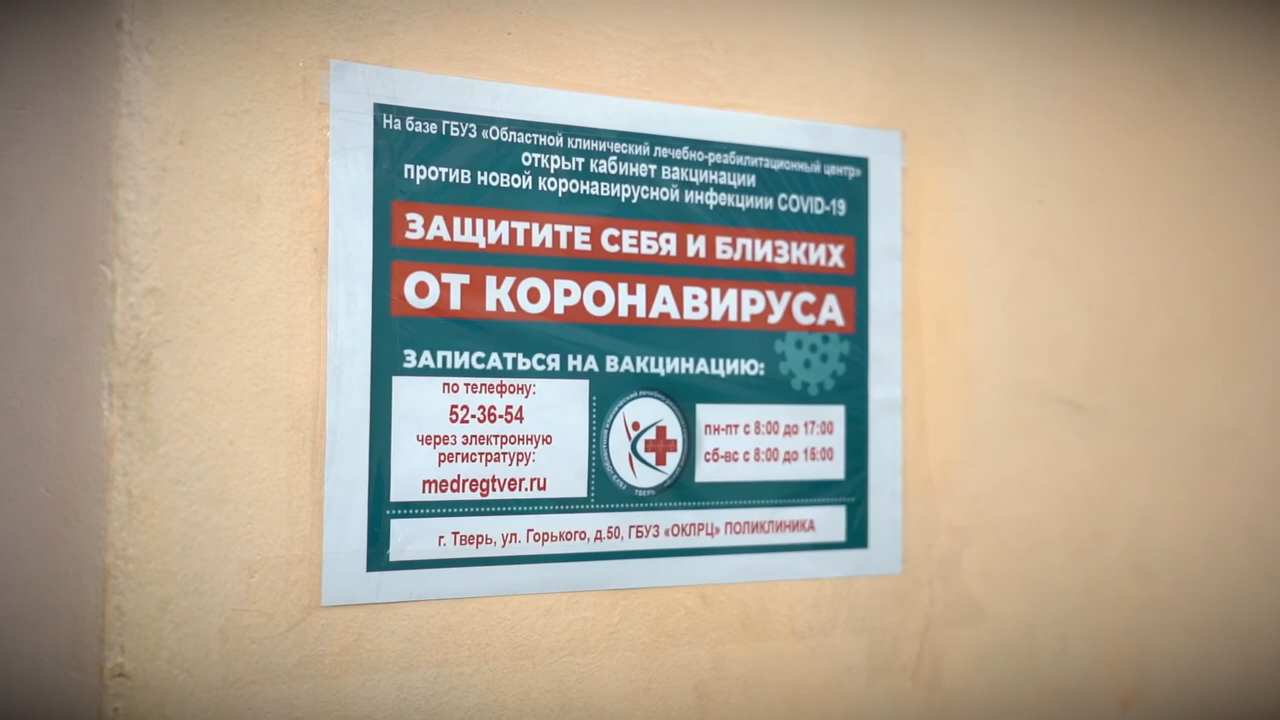 На базе ГБУЗ «Областной клинический лечебно-реабилитационный центр»
открыт кабинет вакцинации
против новой коронавирусной инфекциии COVID-19
ЗАЩИТИТЕ СЕБЯ И БЛИЗКИХ
ОТ КОРОНАВИРУСА
ЗАПИСАТЬСЯ НА ВАКЦИНАЦИЮ:
по телефону:
52-36-54
через электронную
регистратуру:
medregtver.ru
ТВЕРЬ
пн-пт с 8:00 до 17:00
сб-вс с 8:00 до 15:00
г. Тверь, ул. Горького, д.50, ГБУЗ «ОКЛРЦ» ПОЛИКЛИНИКА